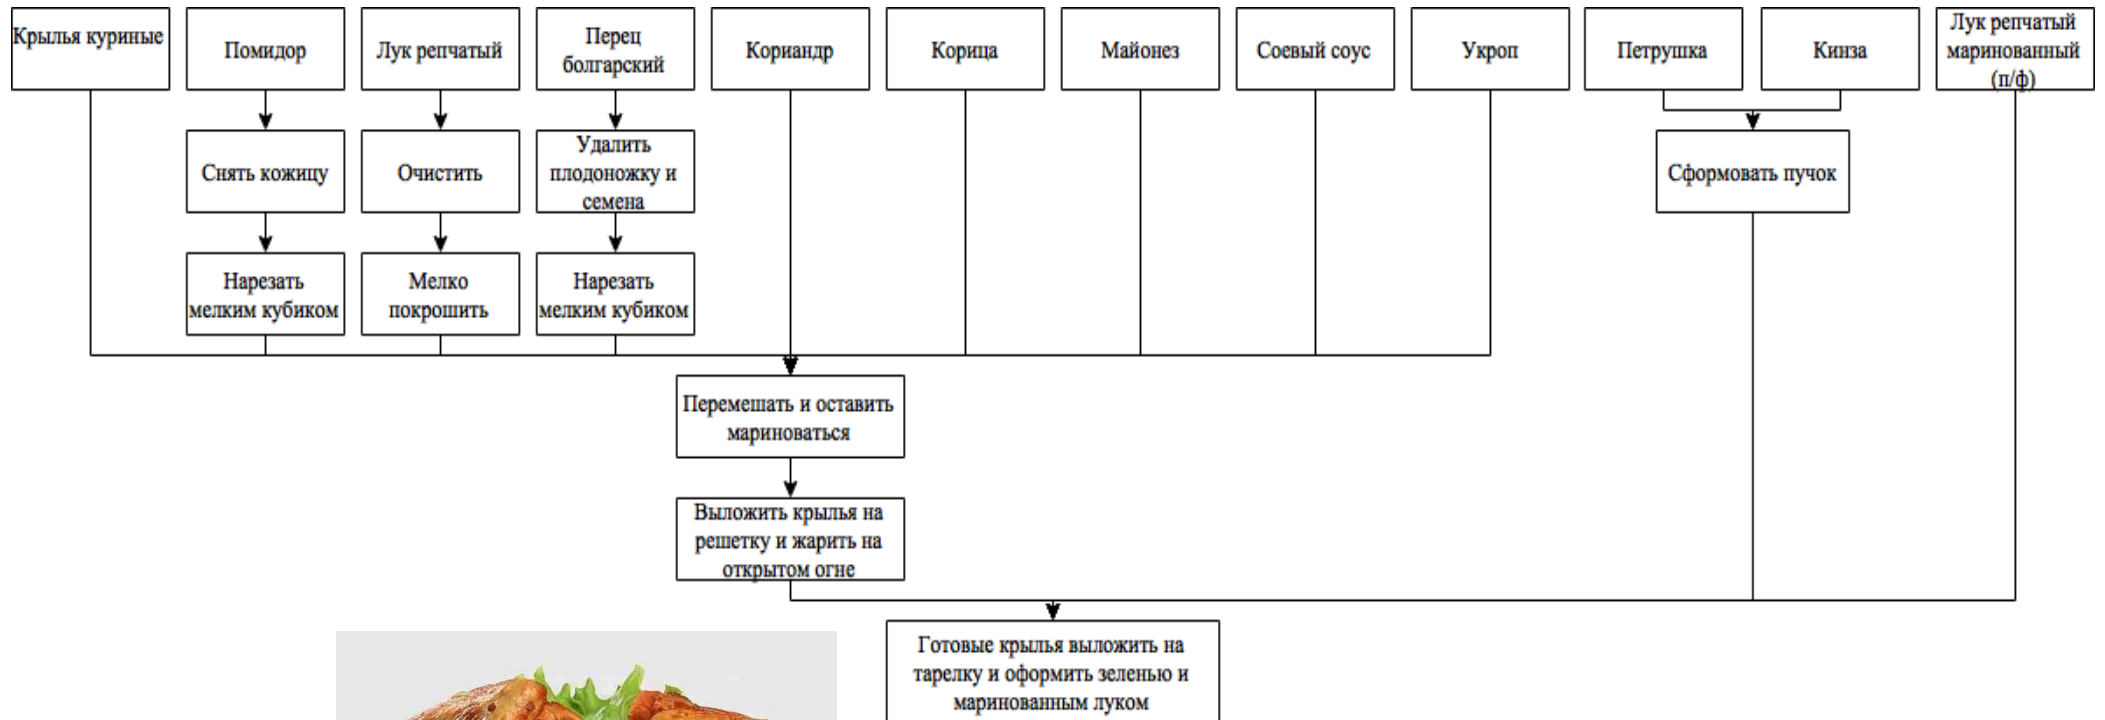 Крылья куриные
Помидор
Лук репчатый
Перец
болгарский
Кориандр
Корица
Майонез
Соевый соус
Укроп
Петрушка
Кинза
Лук репчатый
маринованный
(п/ф)
Снять кожицу
Очистить
Удалить
плодоножку и
семена
Сформовать пучок
Нарезать
мелким кубиком
Мелко
покрошить
Нарезать
мелким кубиком
Перемешать и оставить
мариноваться
Выложить крылья на
решетку и жарить на
открытом огне
Готовые крылья выложить на
тарелку и оформить зеленью и
маринованным луком